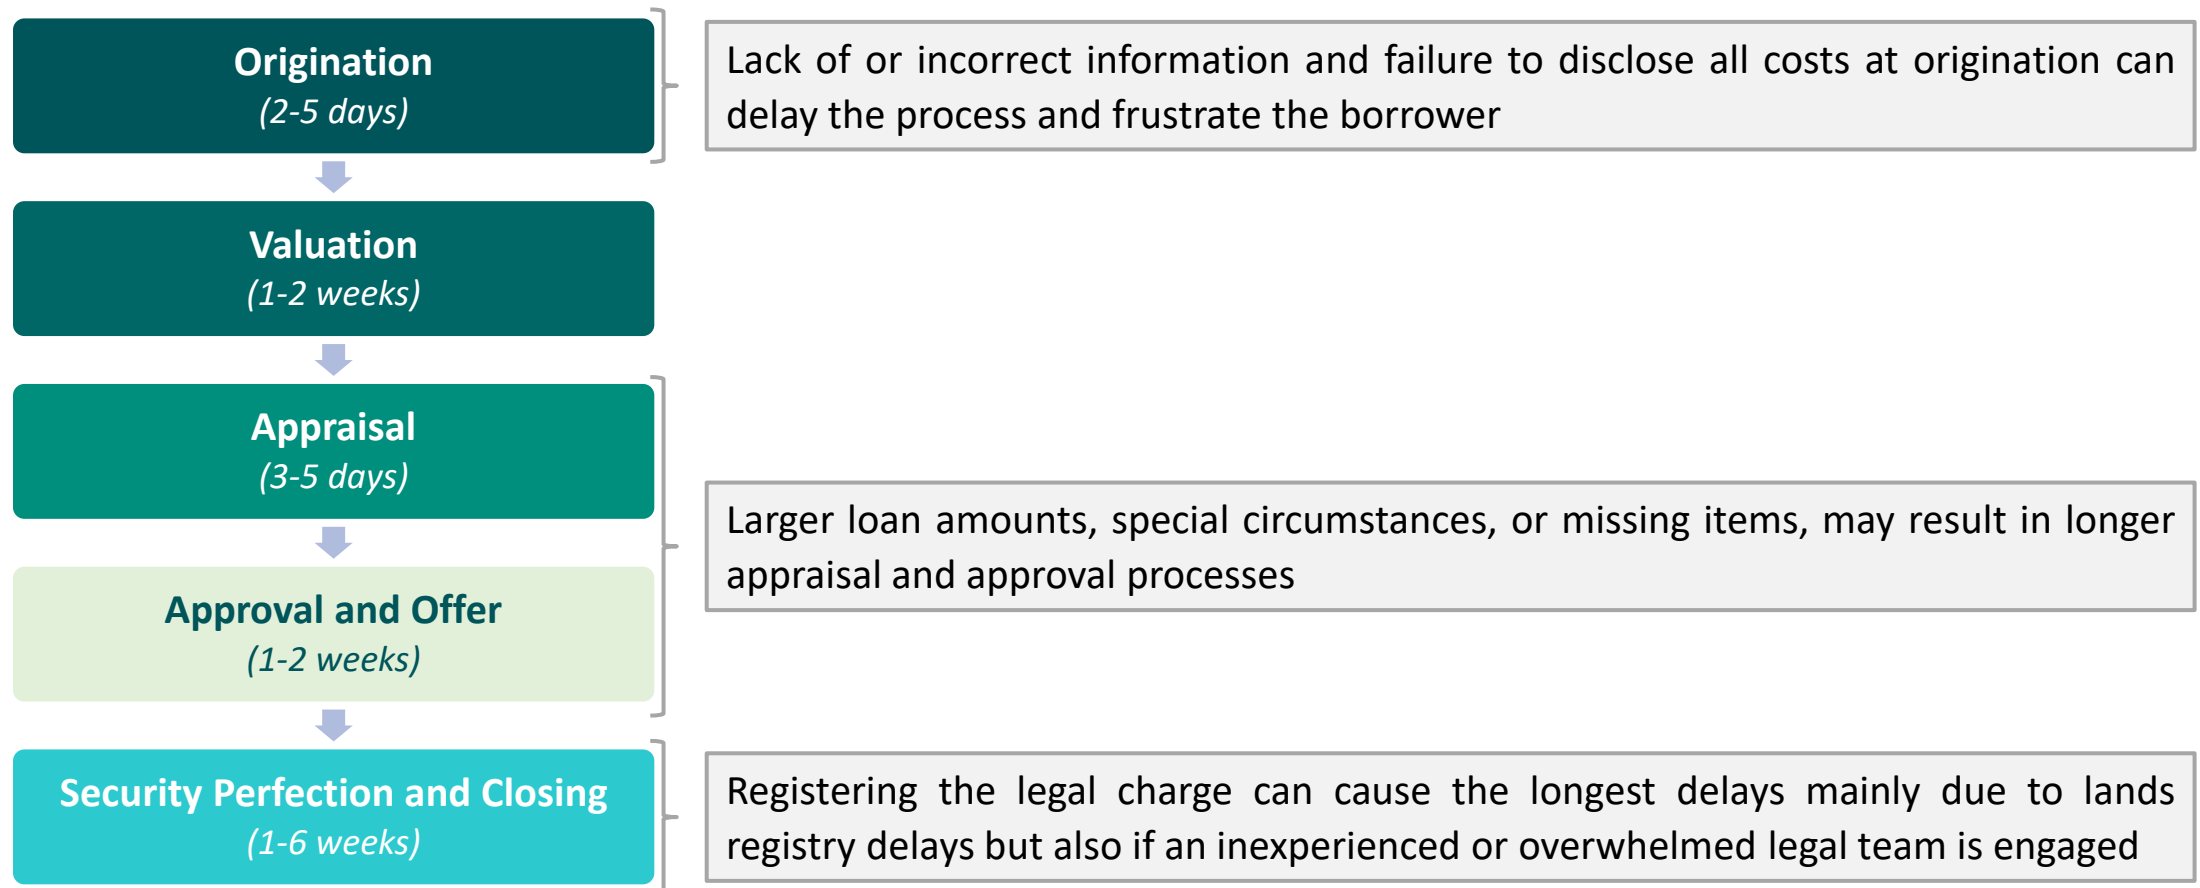 Origination
(2-5 days)
Lack of or incorrect information and failure to disclose all costs at origination can
delay the process and frustrate the borrower
Valuation
(1-2 weeks)
Appraisal
(3-5 days)
Larger loan amounts, special circumstances, or missing items, may result in longer
appraisal and approval processes
Approval and Offer
(1-2 weeks)
Security Perfection and Closing
(1-6 weeks)
Registering the legal charge can cause the longest delays mainly due to lands
registry delays but also if an inexperienced or overwhelmed legal team is engaged